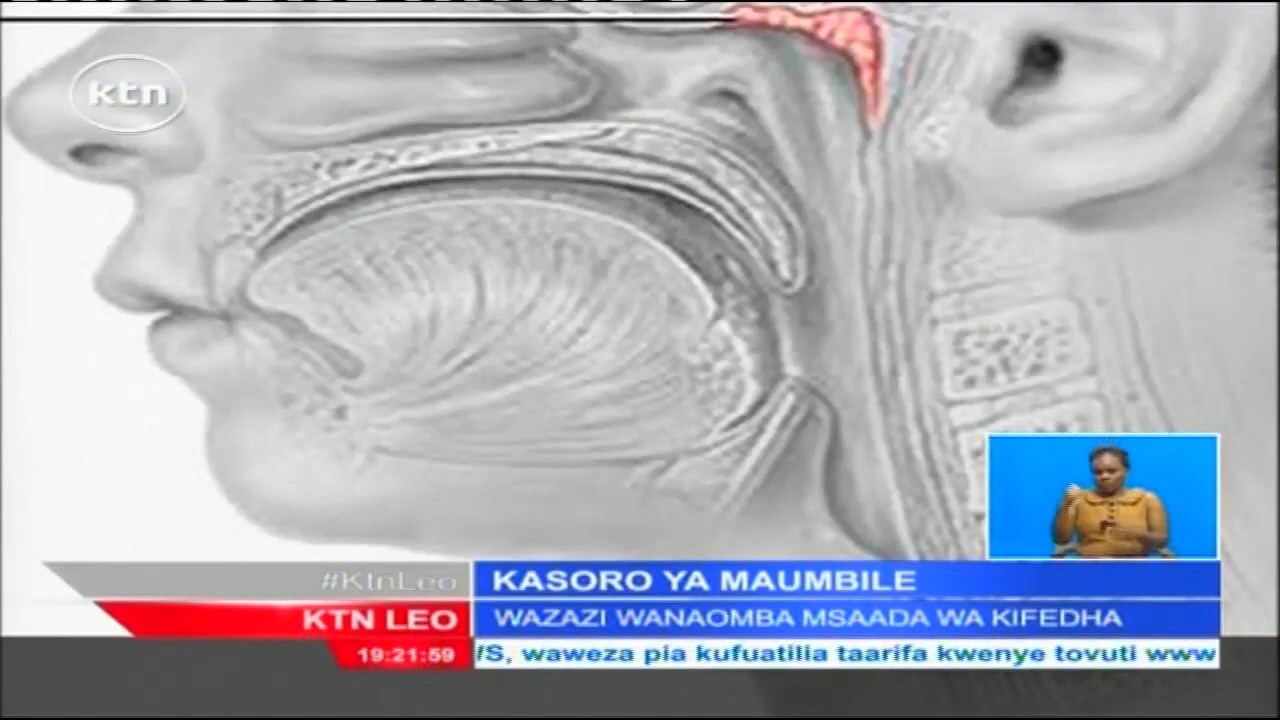 ktn
#KtnLeo
KASORO YA MAUMBILE
KTN LEO
WAZAZI WANAOMBA MSAADA WA KIFEDHA
19:21:59
S, waweza pia kufuatilia taarifa kwenye tovuti www